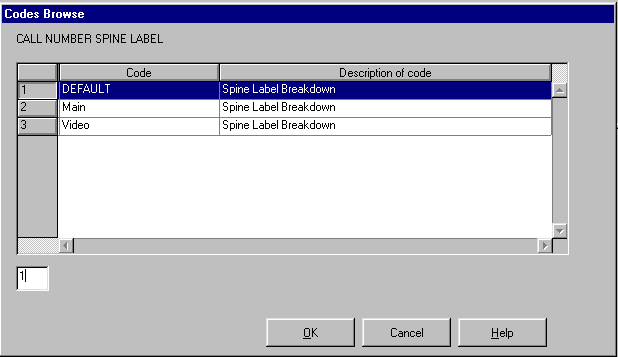 Codes Browse
CALL NUMBER SPINE LABEL
Code Description of code
1 DEFAULT Spine Label Breakdown
2 Main Spine Label Breakdown
3 Video Spine Label Breakdown
1
OK Cancel Help